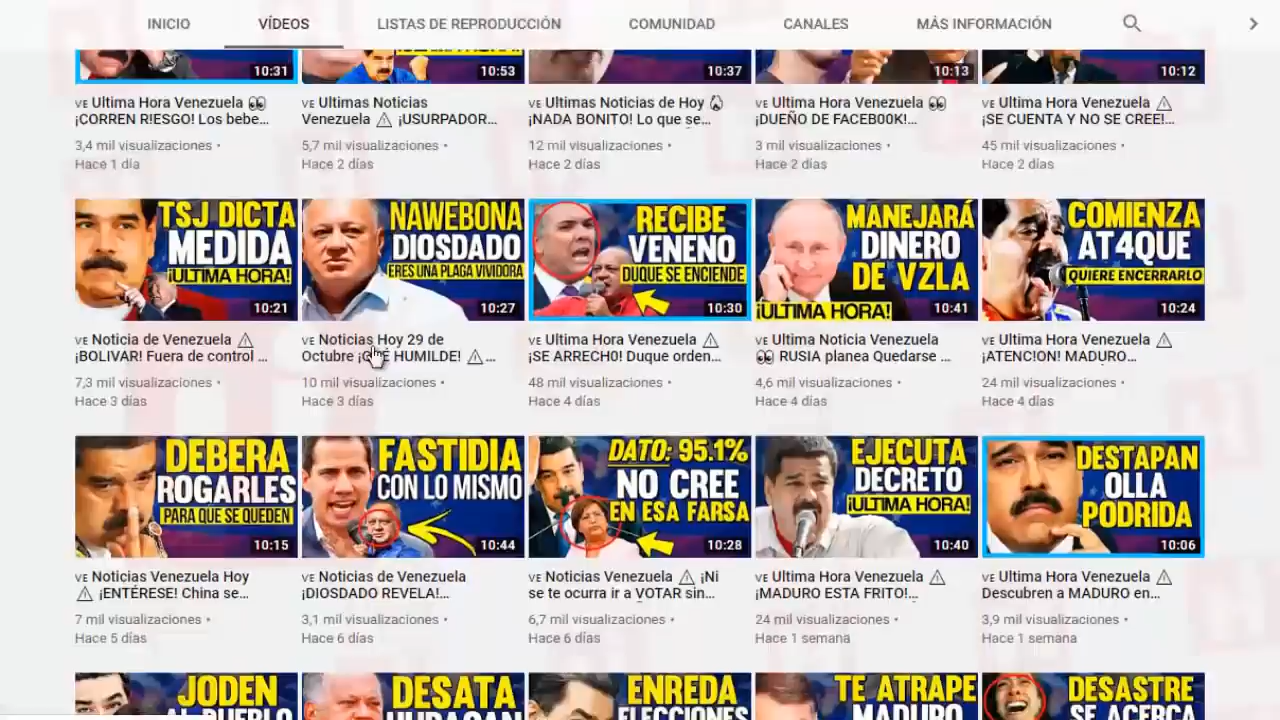 INICIO
VÍDEOS
LISTAS DE REPRODUCCIÓN
COMUNIDAD
CANALES
MÁS INFORMACIÓN
10:31
10:53
10:37
10:13
10:12
VE Ultima Hora Venezuela 👀
¡CORREN R!ESGO! Los bebe...
VE Ultimas Noticias
Venezuela ⚠ ¡USURPADOR...
VE Ultimas Noticias de Hoy
¡NADA BONITO! Lo que se...
VE Ultima Hora Venezuela 👀
¡DUEÑO DE FACEB00K!...
VE Ultima Hora Venezuela ⚠
¡SE CUENTA Y NO SE CREE!...
3,4 mil visualizaciones •
Hace 1 día
5,7 mil visualizaciones •
Hace 2 días
12 mil visualizaciones •
Hace 2 días
3 mil visualizaciones •
Hace 2 días
45 mil visualizaciones •
Hace 2 días
TSJ DICTA
MEDIDA
¡ULTIMA HORA!
10:21
NAWEBONA
DIOSDADO
ERES UNA PLAGA VIVIDORA
10:27
RECIBE
VENENO
DUQUE SE ENCIENDE
10:30
MANEJARÁ
DINERO
DE VZLA
¡ULTIMA HORA!
10:41
COMIENZA
AT4QUE
QUIERE ENCERRARLO
10:24
VE Noticia de Venezuela ⚠
¡BOLIVAR! Fuera de control ...
VE Noticias Hoy 29 de
Octubre HUMILDE! ⚠...
VE Ultima Hora Venezuela ⚠
¡SE ARRECHO! Duque orden...
VE Ultima Noticia Venezuela
👀 RUSIA planea Quedarse ...
VE Ultima Hora Venezuela ⚠
¡ATENC!ON! MADURO...
7,3 mil visualizaciones •
Hace 3 días
10 mil visualizaciones •
Hace 3 días
48 mil visualizaciones •
Hace 4 días
4,6 mil visualizaciones •
Hace 4 días
24 mil visualizaciones •
Hace 4 días
DEBERA
ROGARLES
PARA QUE SE QUEDEN
10:15
FASTIDIA
CON LO MISMO
10:44
DATO: 95.1%
NO CREE
EN ESA FARSA
10:28
EJECUTA
DECRETO
¡ULTIMA HORA!
10:40
DESTAPAN
OLLA
PODRIDA
10:06
VE Noticias Venezuela Hoy
⚠ ¡ENTÉRESE! China se...
VE Noticias de Venezuela
¡DIOSDADO REVELA!...
VE Noticias Venezuela ⚠ ¡Ni
se te ocurra ir a VOTAR sin...
VE Ultima Hora Venezuela ⚠
¡MADURO ESTA FRITO!...
VE Ultima Hora Venezuela ⚠
Descubren a MADURO en...
7 mil visualizaciones •
Hace 5 días
3,1 mil visualizaciones •
Hace 6 días
6,7 mil visualizaciones •
Hace 6 días
24 mil visualizaciones •
Hace 1 semana
3,9 mil visualizaciones •
Hace 1 semana
JODEN
AL PUEBLO
DESATA
HURACAN
ENREDA
ELECCIONES
TE ATRAPE
MADURO
DESASTRE
SE ACERCA